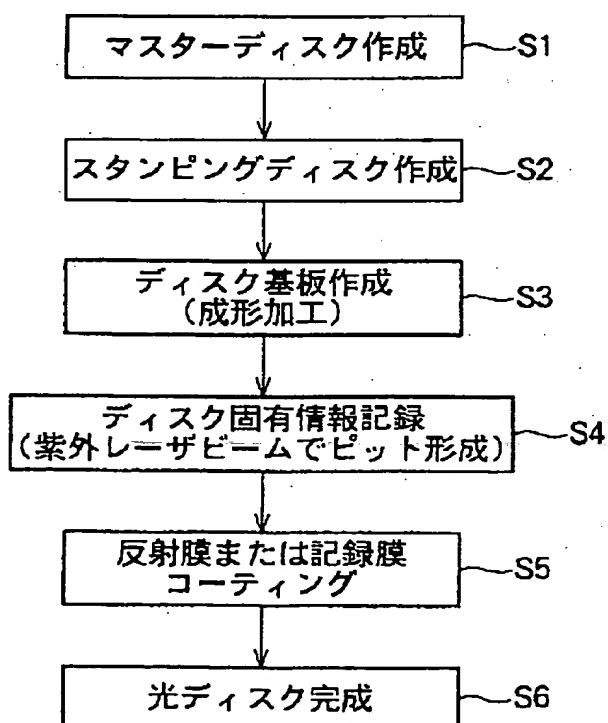 マスターディスク作成 S1
スタンピングディスク作成 S2
ディスク基板作成
(成形加工) S3
ディスク固有情報記録
(紫外レーザビームでピット形成) S4
反射膜または記録膜
コーティング S5
光ディスク完成 S6